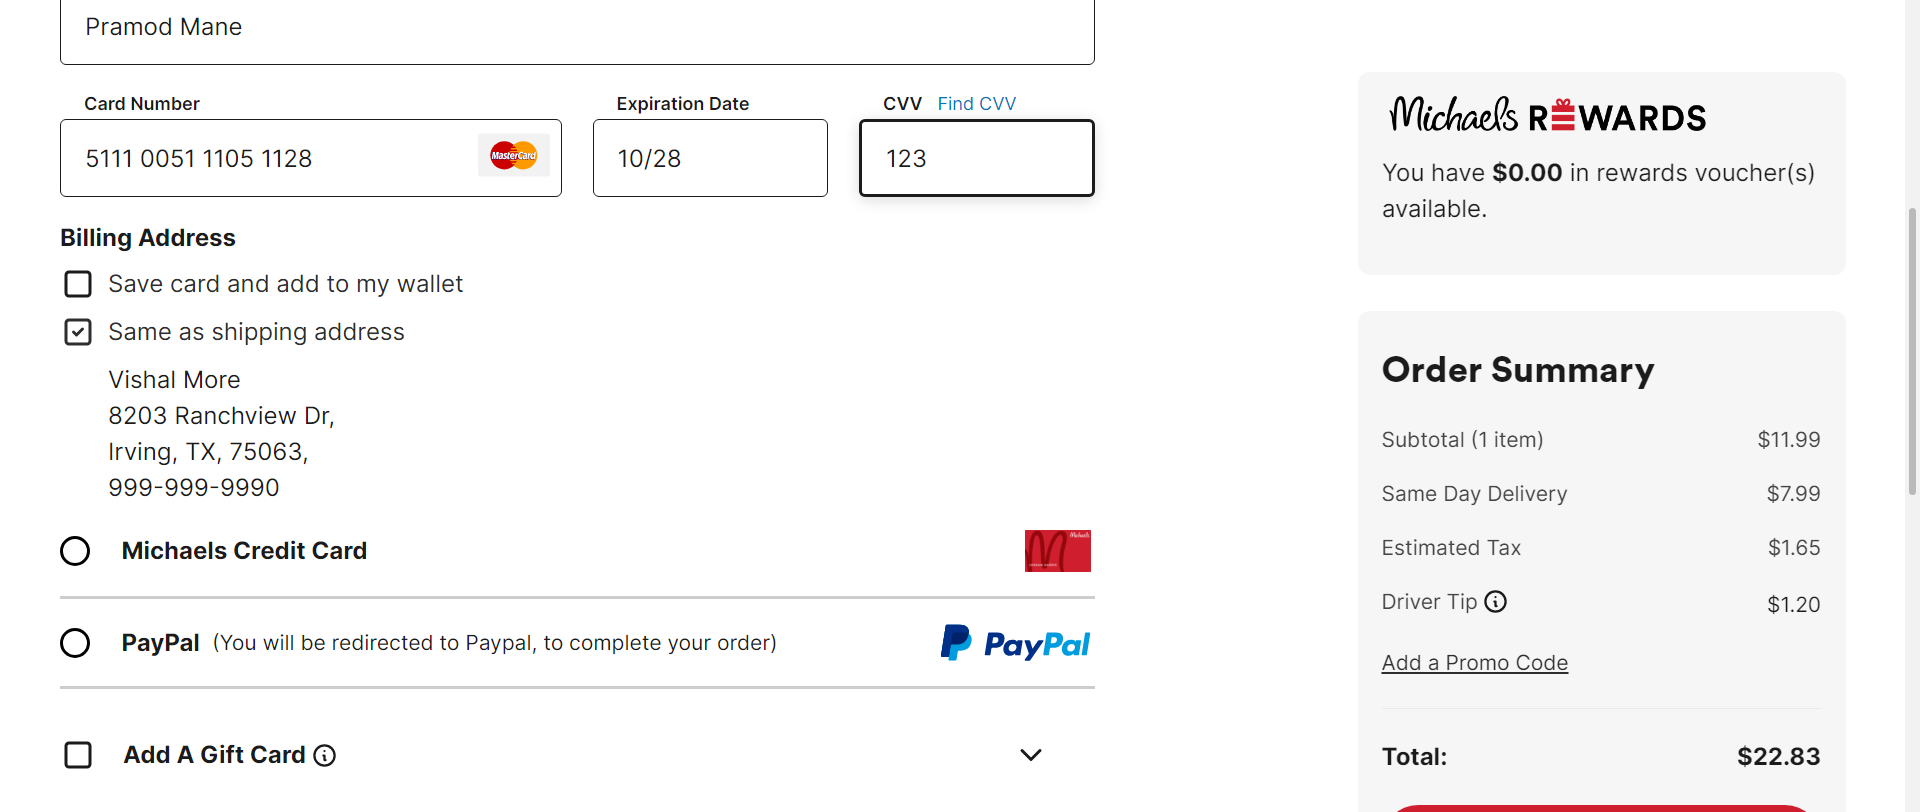 Pramod Mane
Card Number
5111 0051 1105 1128
MasterCard
Expiration Date
10/28
CVV Find CVV
123
Billing Address
Save card and add to my wallet
Same as shipping address
Vishal More
8203 Ranchview Dr,
Irving, TX, 75063,
999-999-9990
Michaels Credit Card
Michaels
PayPal (You will be redirected to Paypal, to complete your order)
PayPal
Add A Gift Card
Michaels REWARDS
You have $0.00 in rewards voucher(s)
available.
Order Summary
Subtotal (1 item) $11.99
Same Day Delivery $7.99
Estimated Tax $1.65
Driver Tip $1.20
Add a Promo Code
Total: $22.83